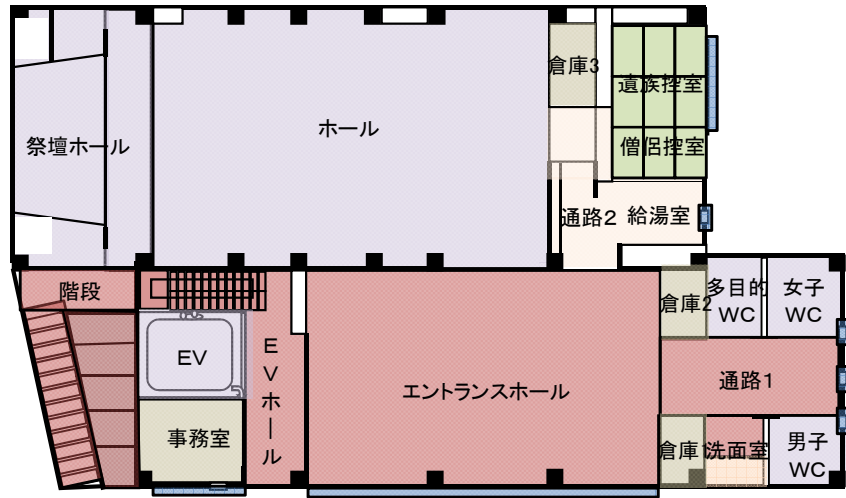 倉庫3
遺族控室
ホール
祭壇ホール
僧侶控室
通路2
給湯室
階段
倉庫2
多目的
WC
女子
WC
EV
EVホール
エントランスホール
通路1
事務室
倉庫1
洗面室
男子
WC